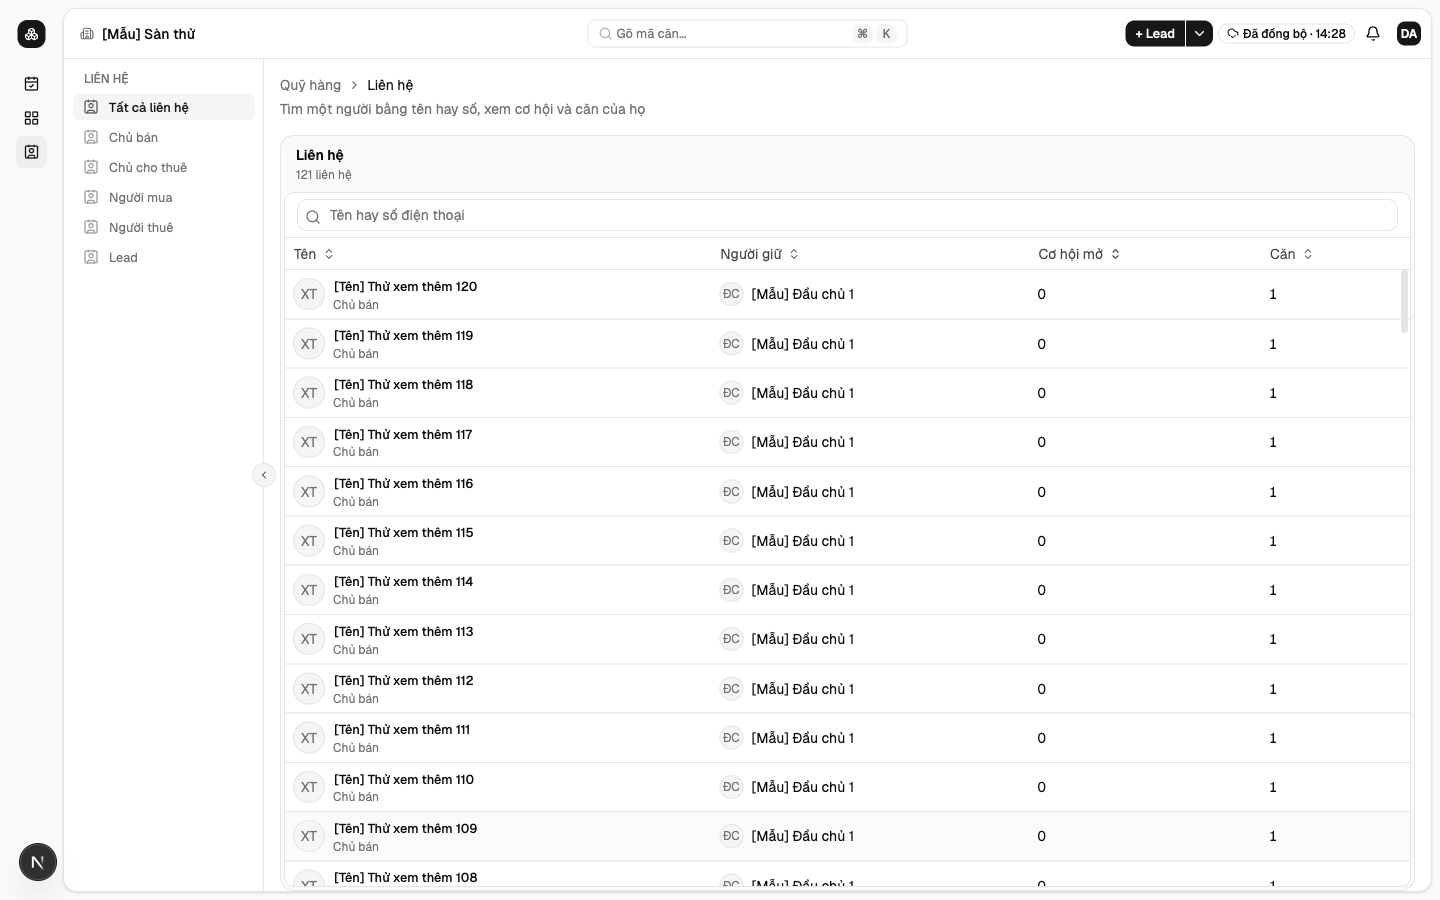 [Mẫu] Sàn thử
Gõ mã căn...
⌘ K
+ Lead
Đã đồng bộ · 14:28
DA
LIÊN HỆ
Tất cả liên hệ
Chủ bán
Chủ cho thuê
Người mua
Người thuê
Lead
N
Quỹ hàng > Liên hệ
Tìm một người bằng tên hay số, xem cơ hội và căn của họ
Liên hệ
121 liên hệ
Tên hay số điện thoại
Tên Người giữ Cơ hội mở Căn
XT [Tên] Thử xem thêm 120 ĐC [Mẫu] Đầu chủ 1 0 1
Chủ bán
XT [Tên] Thử xem thêm 119 ĐC [Mẫu] Đầu chủ 1 0 1
Chủ bán
XT [Tên] Thử xem thêm 118 ĐC [Mẫu] Đầu chủ 1 0 1
Chủ bán
XT [Tên] Thử xem thêm 117 ĐC [Mẫu] Đầu chủ 1 0 1
Chủ bán
XT [Tên] Thử xem thêm 116 ĐC [Mẫu] Đầu chủ 1 0 1
Chủ bán
XT [Tên] Thử xem thêm 115 ĐC [Mẫu] Đầu chủ 1 0 1
Chủ bán
XT [Tên] Thử xem thêm 114 ĐC [Mẫu] Đầu chủ 1 0 1
Chủ bán
XT [Tên] Thử xem thêm 113 ĐC [Mẫu] Đầu chủ 1 0 1
Chủ bán
XT [Tên] Thử xem thêm 112 ĐC [Mẫu] Đầu chủ 1 0 1
Chủ bán
XT [Tên] Thử xem thêm 111 ĐC [Mẫu] Đầu chủ 1 0 1
Chủ bán
XT [Tên] Thử xem thêm 110 ĐC [Mẫu] Đầu chủ 1 0 1
Chủ bán
XT [Tên] Thử xem thêm 109 ĐC [Mẫu] Đầu chủ 1 0 1
Chủ bán
XT [Tên] Thử xem thêm 108 ĐC [Mẫu] Đầu chủ 1 0 1